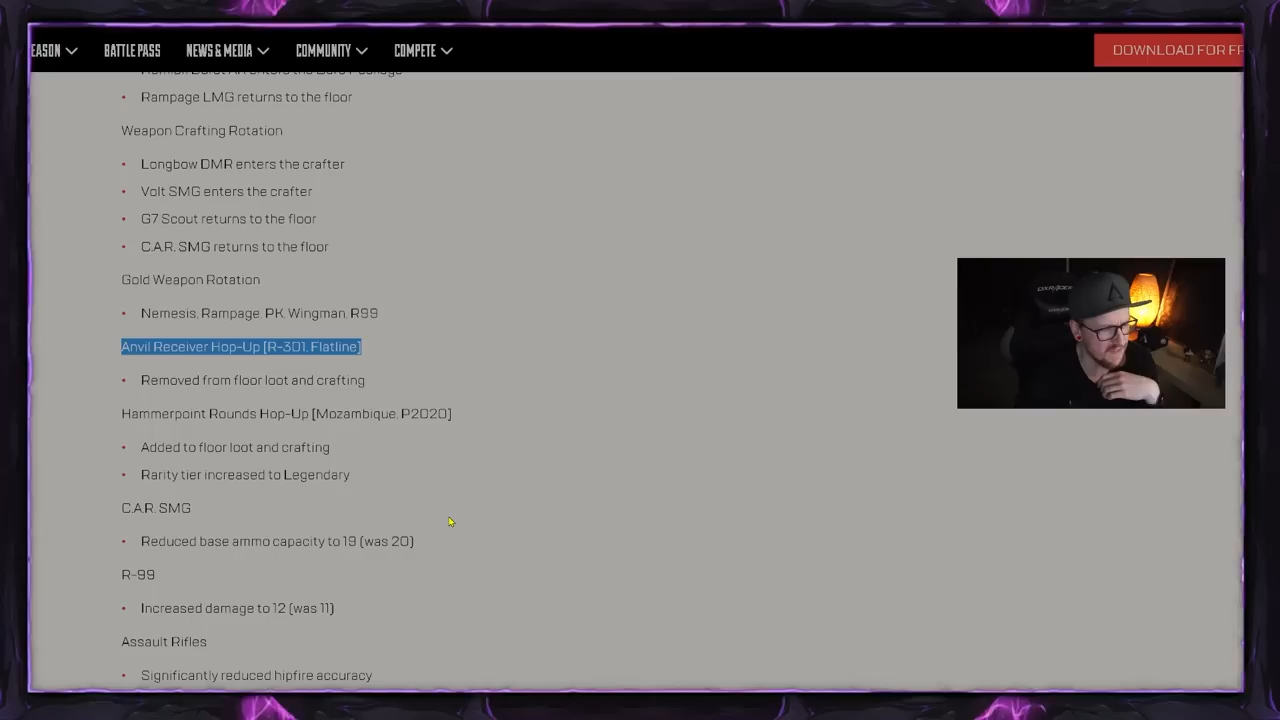 EASON
BATTLE PASS
NEWS & MEDIA
COMMUNITY
COMPETE
DOWNLOAD FOR FR
• Rampage LMG returns to the floor
Weapon Crafting Rotation
• Longbow DMR enters the crafter
• Volt SMG enters the crafter
• G7 Scout returns to the floor
• C.A.R. SMG returns to the floor
Gold Weapon Rotation
• Nemesis, Rampage, PK, Wingman, R99
Anvil Receiver Hop-Up [R-301, Flatline]
• Removed from floor loot and crafting
Hammerpoint Rounds Hop-Up [Mozambique, P2020]
• Added to floor loot and crafting
• Rarity tier increased to Legendary
C.A.R. SMG
• Reduced base ammo capacity to 19 (was 20)
R-99
• Increased damage to 12 (was 11)
Assault Rifles
• Significantly reduced hipfire accuracy